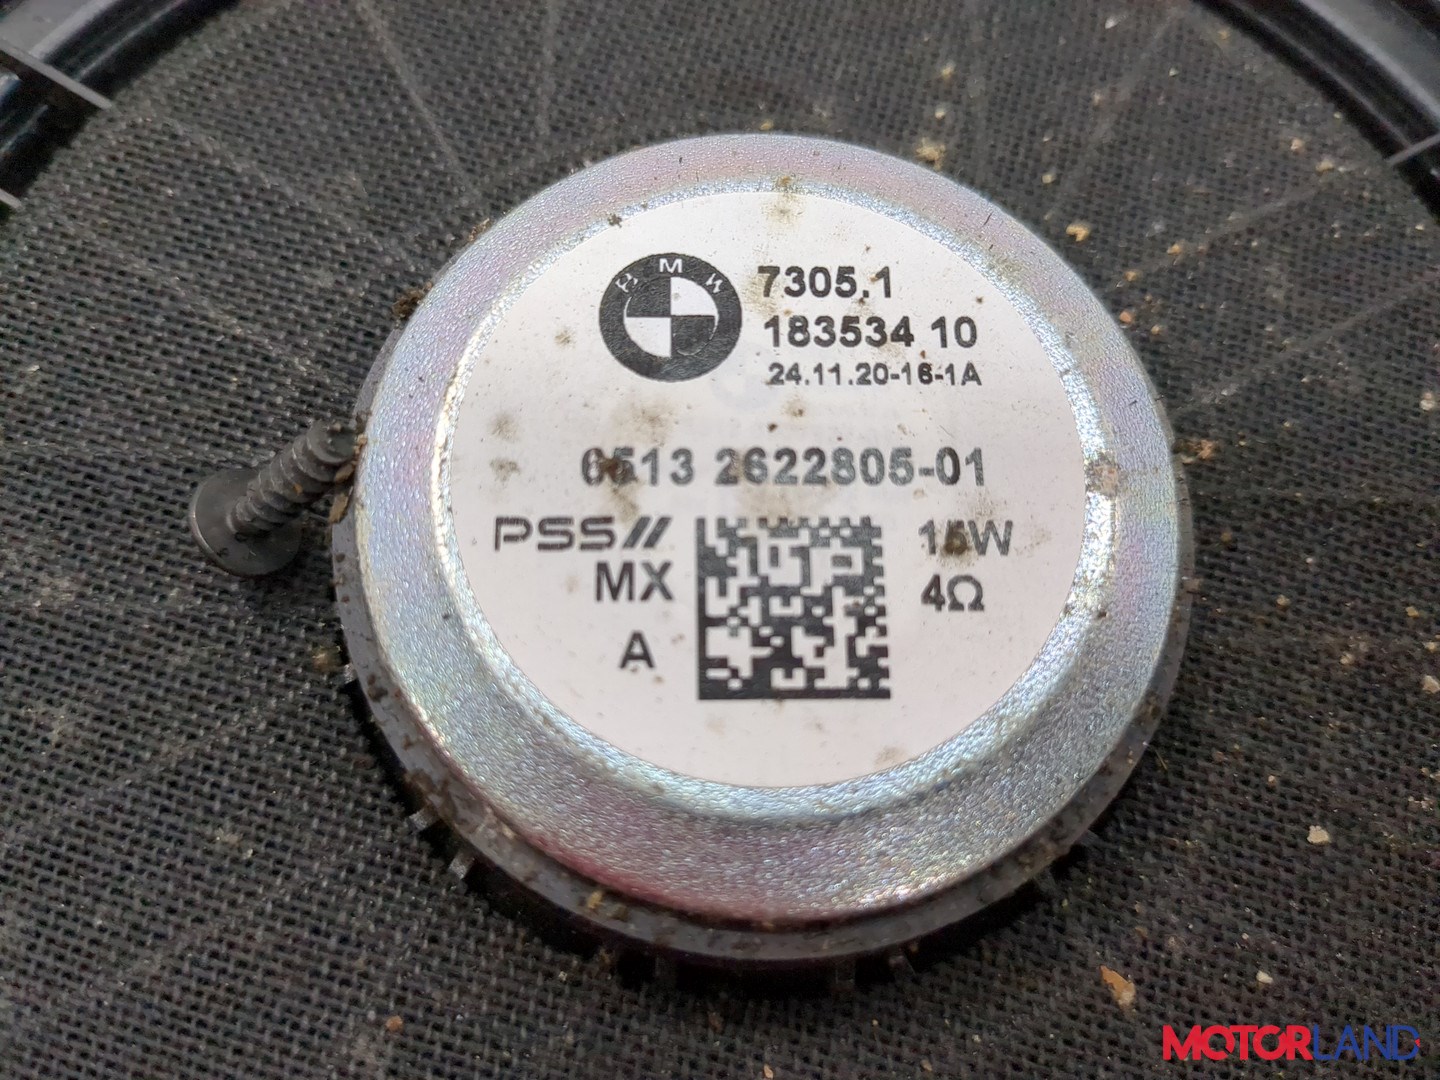 BMW
7305.1
183534 10
24.11.20-16-1A
6513 2622805-01
PSS//
MX
A
15W
4Ω
MOTORLAND